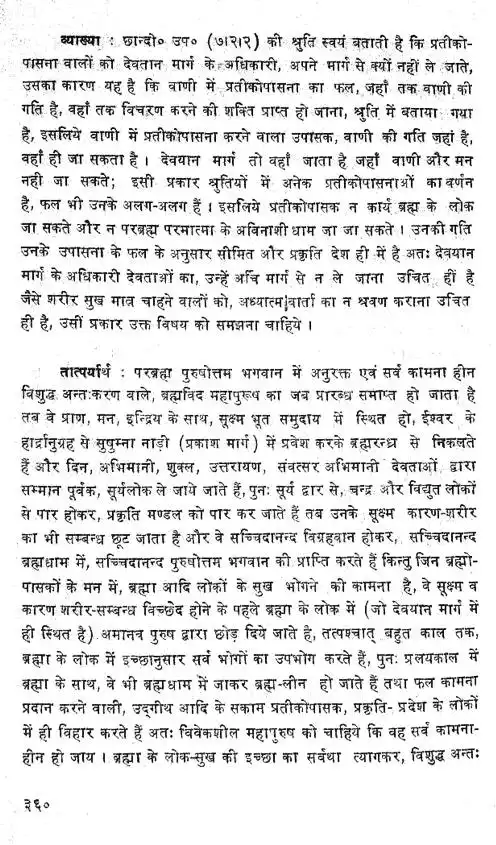 व्याख्या : छान्दो० उप० (७।२।२) की श्रुति स्वयं बताती है कि प्रतीको-
पासना वालों को देवतान मार्ग के अधिकारी, अपने मार्ग से क्यों नहीं ले जाते,
उसका कारण यह है कि वाणी में प्रतीकोपासना का फल, जहाँ तक वाणी की
गति है, वहाँ तक विचरण करने की शक्ति प्राप्त हो जाना, श्रुति में बताया गया
है, इसलिये वाणी में प्रतीकोपासना करने वाला उपासक, वाणी की गति जहां है,
वहाँ ही जा सकता है । देवयान मार्ग तो वहाँ जाता है जहाँ वाणी और मन
नही जा सकते; इसी प्रकार श्रुतियों में अनेक प्रतीकोपासनाओं का वर्णन
है, फल भी उनके अलग-अलग हैं । इसलिये प्रतीकोपासक न कार्य ब्रह्म के लोक
जा सकते और न परब्रह्म परमात्मा के अविनाशी धाम जा जा सकते । उनकी गति
उनके उपासना के फल के अनुसार सीमित और प्रकृति देश ही में है अतः देवयान
मार्ग के अधिकारी देवताओं का, उन्हें अर्चि मार्ग से न ले जाना उचित हीं है
जैसे शरीर सुख मात्र चाहने वालों को, अध्यात्म वार्ता का न श्रवण कराना उचित
ही है, उसीं प्रकार उक्त विषय को समझना चाहिये ।
तात्पर्यार्थ : परब्रह्म पुरुषोत्तम भगवान में अनुरक्त एवं सर्व कामना हीन
विशुद्ध अन्तःकरण वाले, ब्रह्मविद महापुरुष का जब प्रारब्ध समाप्त हो जाता है
तब वे प्राण, मन, इन्द्रिय के साथ, सूक्ष्म भूत समुदाय में स्थित हो, ईश्वर के
हार्द्रानुग्रह से सुषुम्ना नाड़ी (प्रकाश मार्ग) में प्रवेश करके ब्रह्मरन्ध्र से निकलते
हैं और दिन, अभिमानी, शुक्ल, उत्तरायण, संवत्सर अभिमानी देवताओं द्वारा
सम्मान पूर्वक, सूर्यलोक ले जाये जाते हैं, पुनः सूर्य द्वार से, चन्द्र और विद्युत लोकों
से पार होकर, प्रकृति मण्डल को पार कर जाते हैं तब उनके सूक्ष्म कारण-शरीर
का भी सम्बन्ध छूट जाता है और वे सच्चिदानन्द विग्रहवान होकर, सच्चिदानन्द
ब्रह्मधाम में, सच्चिदानन्द पुरुषोत्तम भगवान की प्राप्ति करते हैं किन्तु जिन ब्रह्मो-
पासकों के मन में, ब्रह्मा आदि लोकों के सुख भोगने की कामना है, वे सूक्ष्म व
कारण शरीर-सम्बन्ध विच्छेद होने के पहले ब्रह्मा के लोक में (जो देवयान मार्ग में
ही स्थित है) अमानव पुरुष द्वारा छोड़ दिये जाते है, तत्पश्चात् बहुत काल तक,
ब्रह्मा के लोक में इच्छानुसार सर्व भोगों का उपभोग करते हैं, पुनः प्रलयकाल में
ब्रह्मा के साथ, वे भी ब्रह्मधाम में जाकर ब्रह्म-लीन हो जाते हैं तथा फल कामना
प्रदान करने वालीं, उद्गीथ आदि के सकाम प्रतीकोपासक, प्रकृति- प्रदेश के लोकों
में ही विहार करते हैं अतः विवेकशील महापुरुष को चाहिये कि वह सर्व कामना-
हीन हो जाय । ब्रह्मा के लोक-सुख की इच्छा का सर्वथा त्यागकर, विशुद्ध अन्तः
३६०